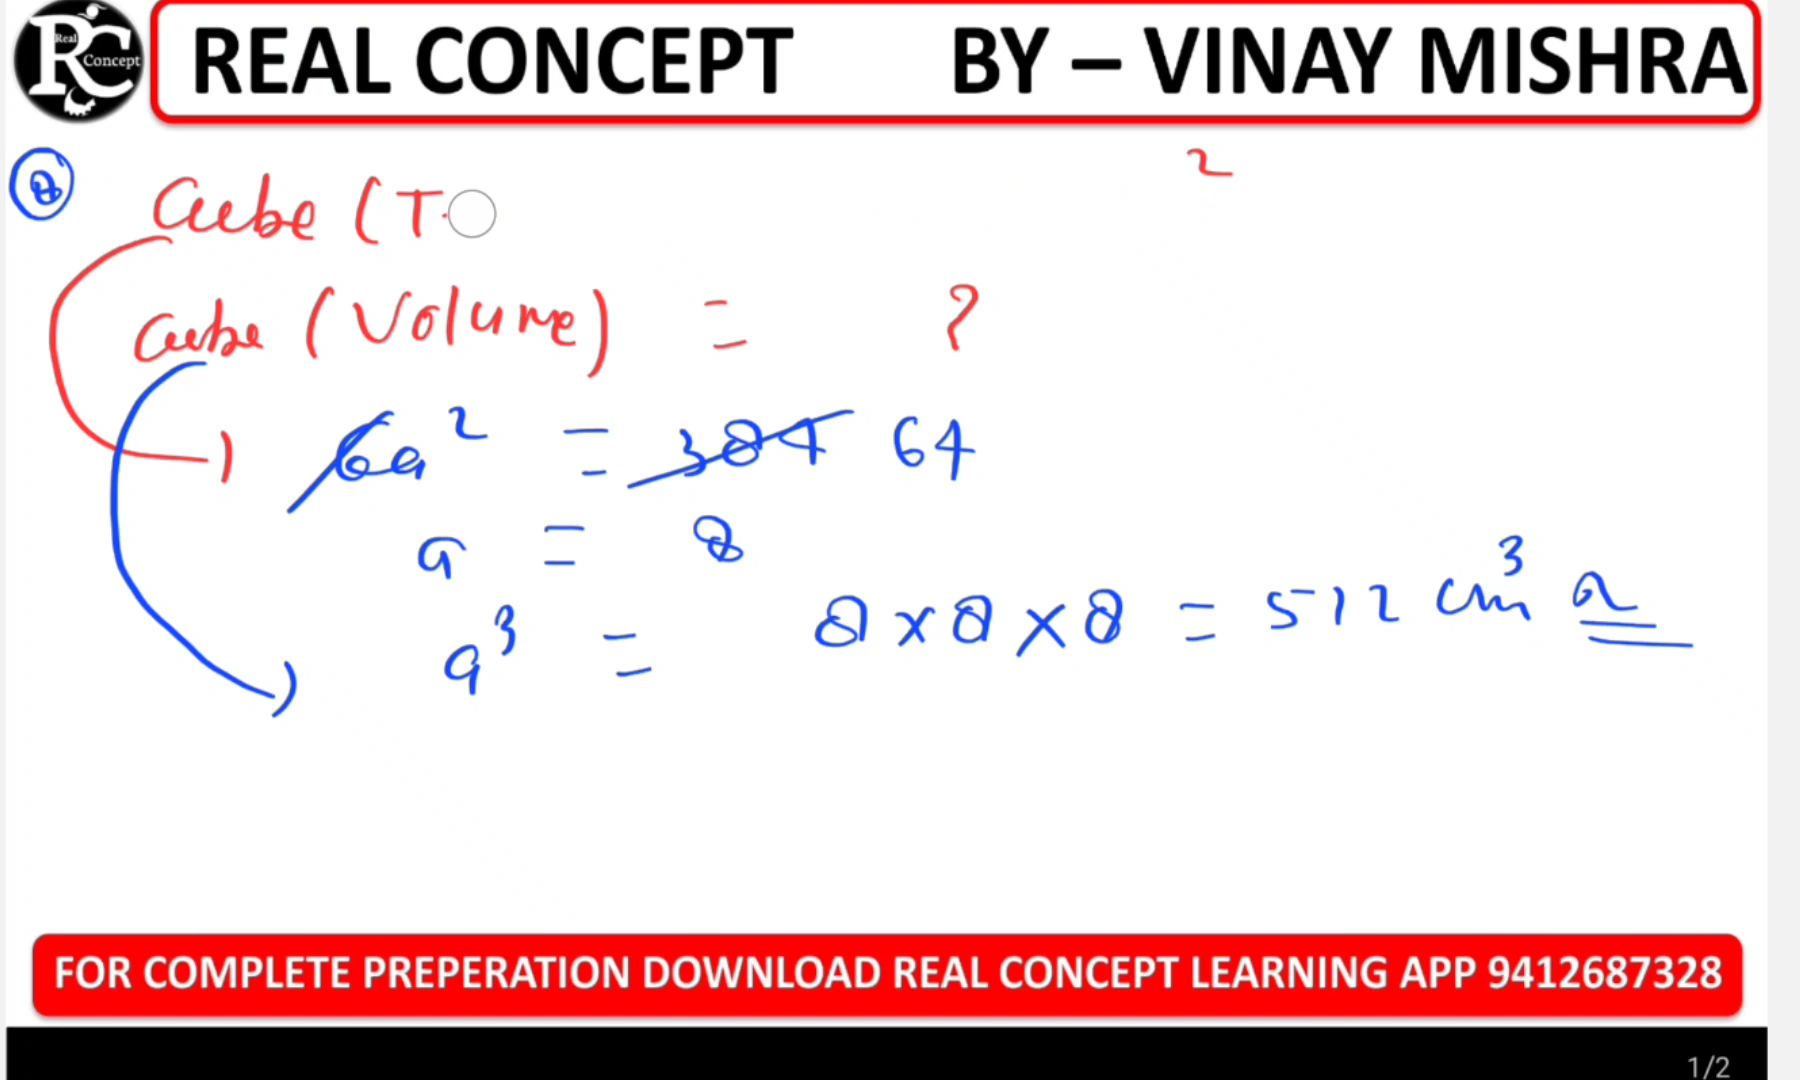 Real
Concept
RC
REAL CONCEPT BY – VINAY MISHRA
2
Q Cube (T.
Cube (Volume) = ?
6a² = 384 64
a = 8
a³ = 8×8×8 = 512 cm³
FOR COMPLETE PREPERATION DOWNLOAD REAL CONCEPT LEARNING APP 9412687328
1/2